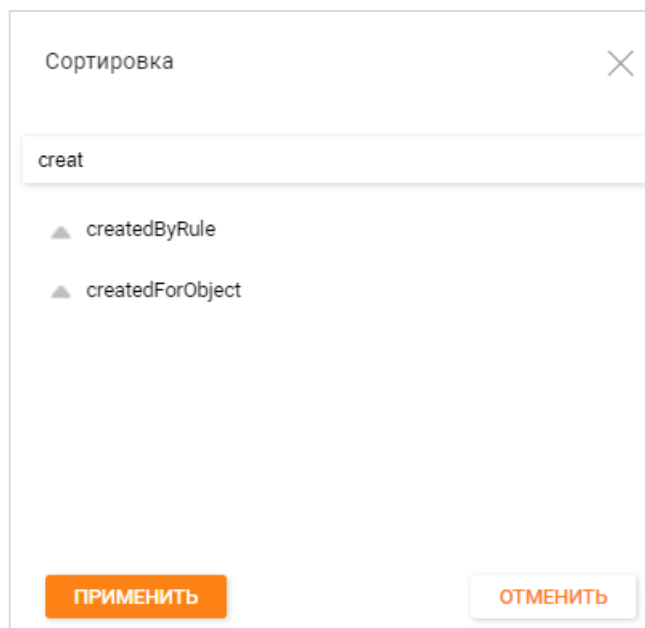 Сортировка
creat
createdByRule
createdForObject
ПРИМЕНИТЬ
ОТМЕНИТЬ